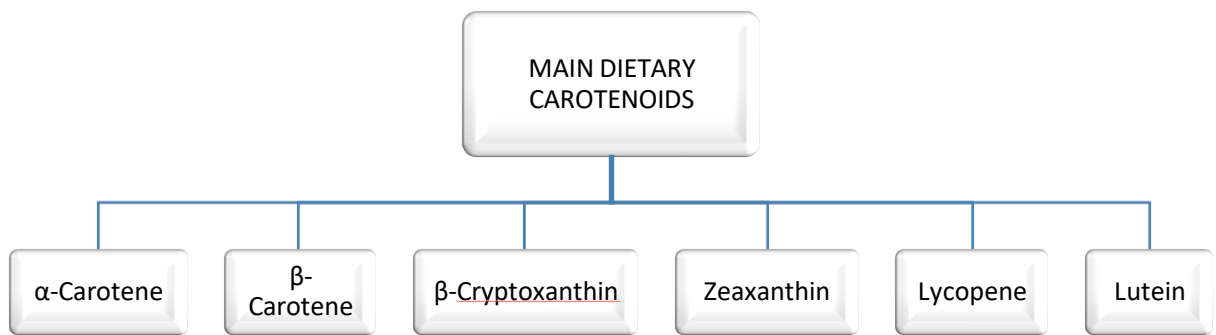 MAIN DIETARY
CAROTENOIDS
α-Carotene
β-
Carotene
β-Cryptoxanthin
Zeaxanthin
Lycopene
Lutein